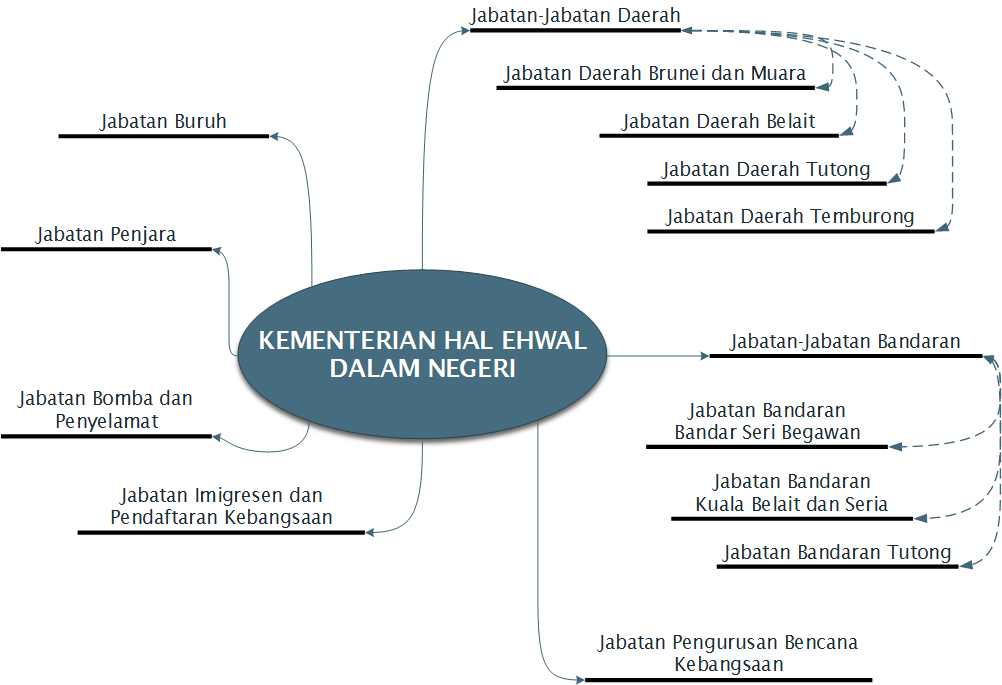 Jabatan-Jabatan Daerah
Jabatan Daerah Brunei dan Muara
Jabatan Daerah Belait
Jabatan Daerah Tutong
Jabatan Daerah Temburong
Jabatan Buruh
Jabatan Penjara
KEMENTERIAN HAL EHWAL
DALAM NEGERI
Jabatan-Jabatan Bandaran
Jabatan Bandaran
Bandar Seri Begawan
Jabatan Bandaran
Kuala Belait dan Seria
Jabatan Bandaran Tutong
Jabatan Bomba dan
Penyelamat
Jabatan Imigresen dan
Pendaftaran Kebangsaan
Jabatan Pengurusan Bencana
Kebangsaan